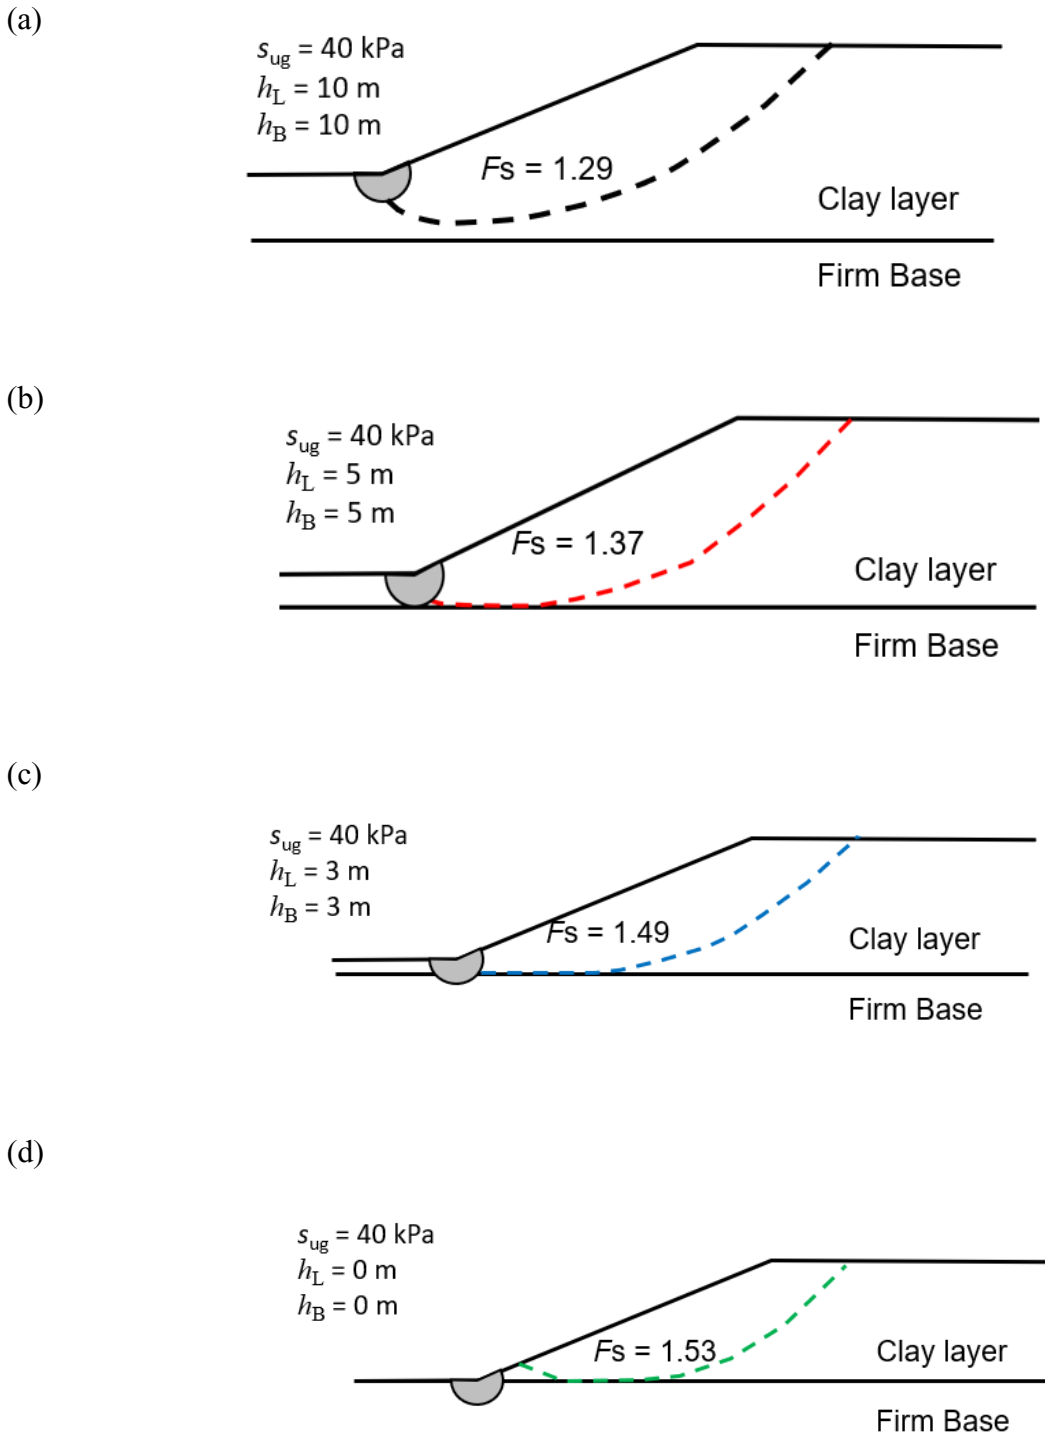 (a)
sug = 40 kPa
hL = 10 m
hB = 10 m
Fs = 1.29
Clay layer
Firm Base
(b)
sug = 40 kPa
hL = 5 m
hB = 5 m
Fs = 1.37
Clay layer
Firm Base
(c)
sug = 40 kPa
hL = 3 m
hB = 3 m
Fs = 1.49
Clay layer
Firm Base
(d)
sug = 40 kPa
hL = 0 m
hB = 0 m
Fs = 1.53
Clay layer
Firm Base